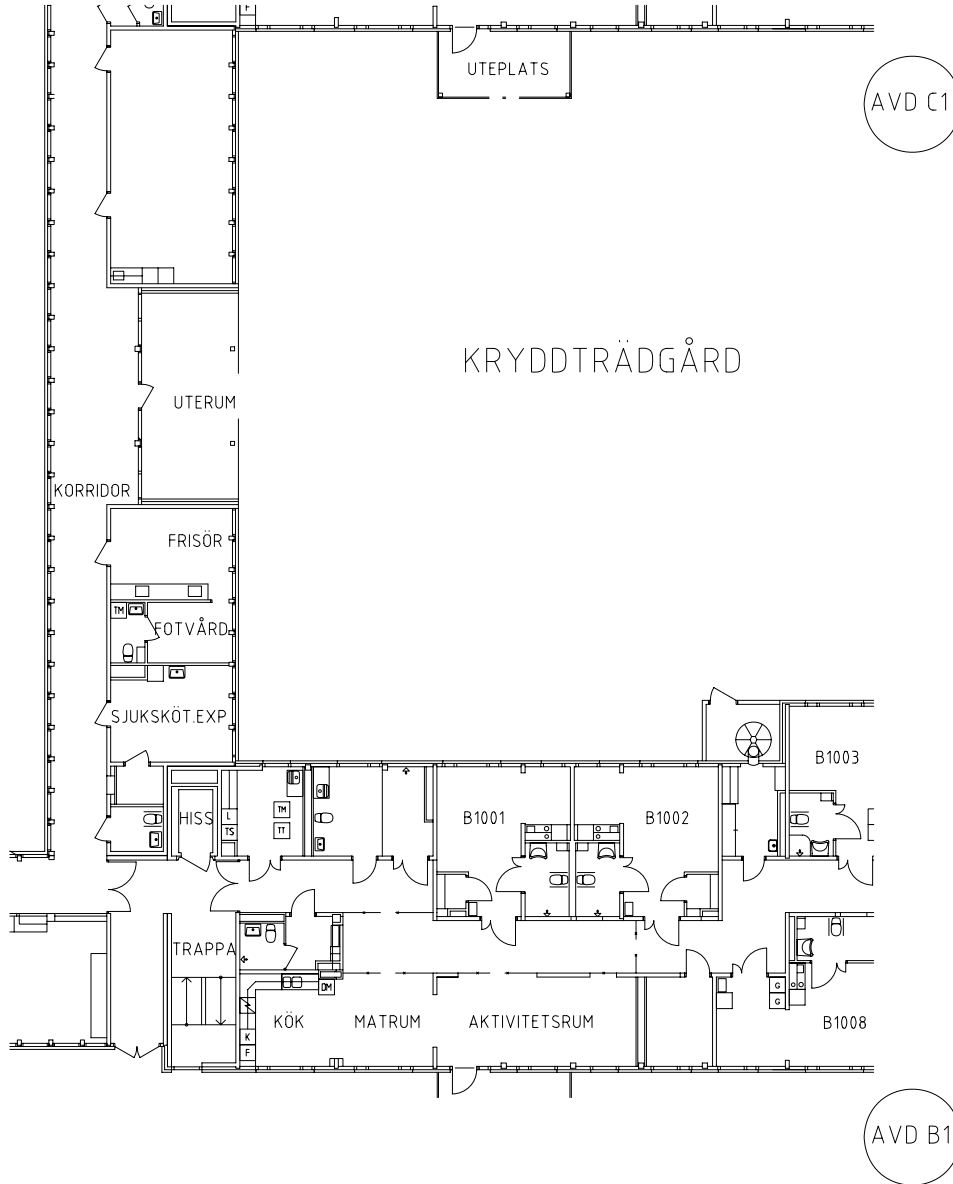 F
UTEPLATS
AVD C1
KRYDDTRÄDGÅRD
UTERUM
KORRIDOR
FRISÖR
TM
FOTVÅRD
SJUKSKÖT.EXP
B1003
HISS
L
TS
TM
TT
B1001
B1002
TRAPPA
DM
KÖK
MATRUM
AKTIVITETSRUM
G
G
B1008
K
F
AVD B1